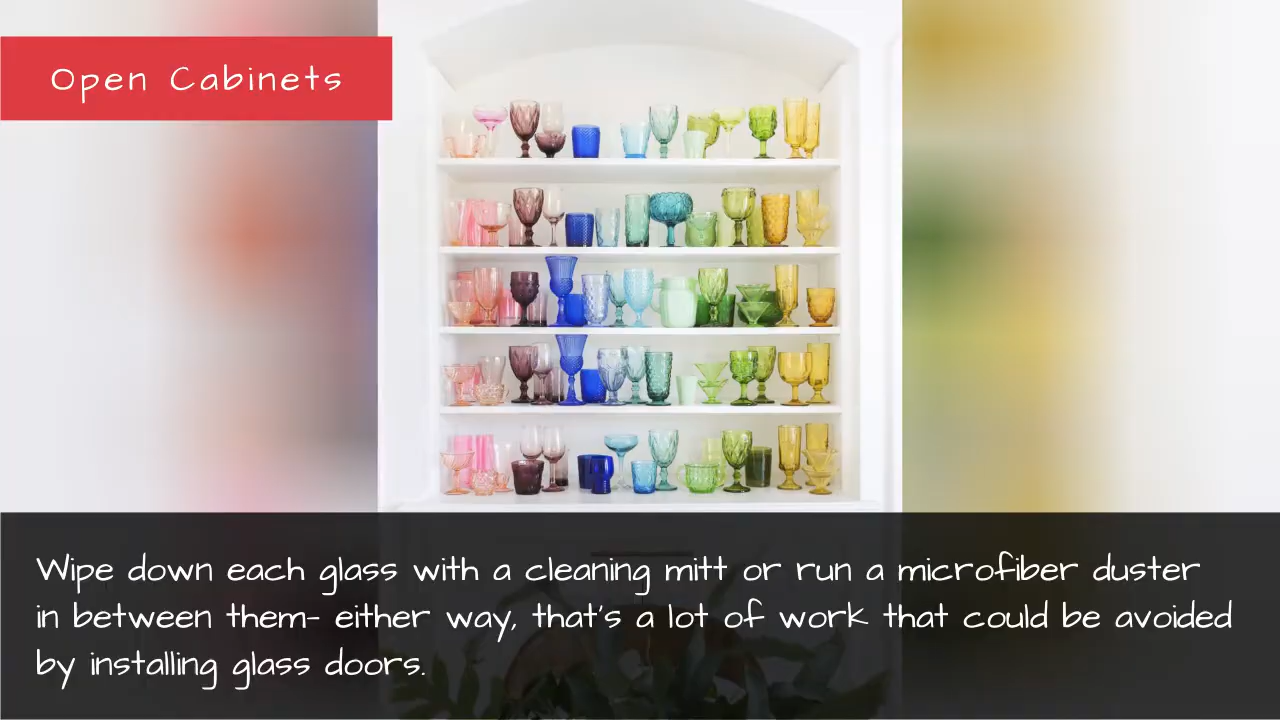 Open Cabinets
Wipe down each glass with a cleaning mitt or run a microfiber duster
in between them- either way, that's a lot of work that could be avoided
by installing glass doors.